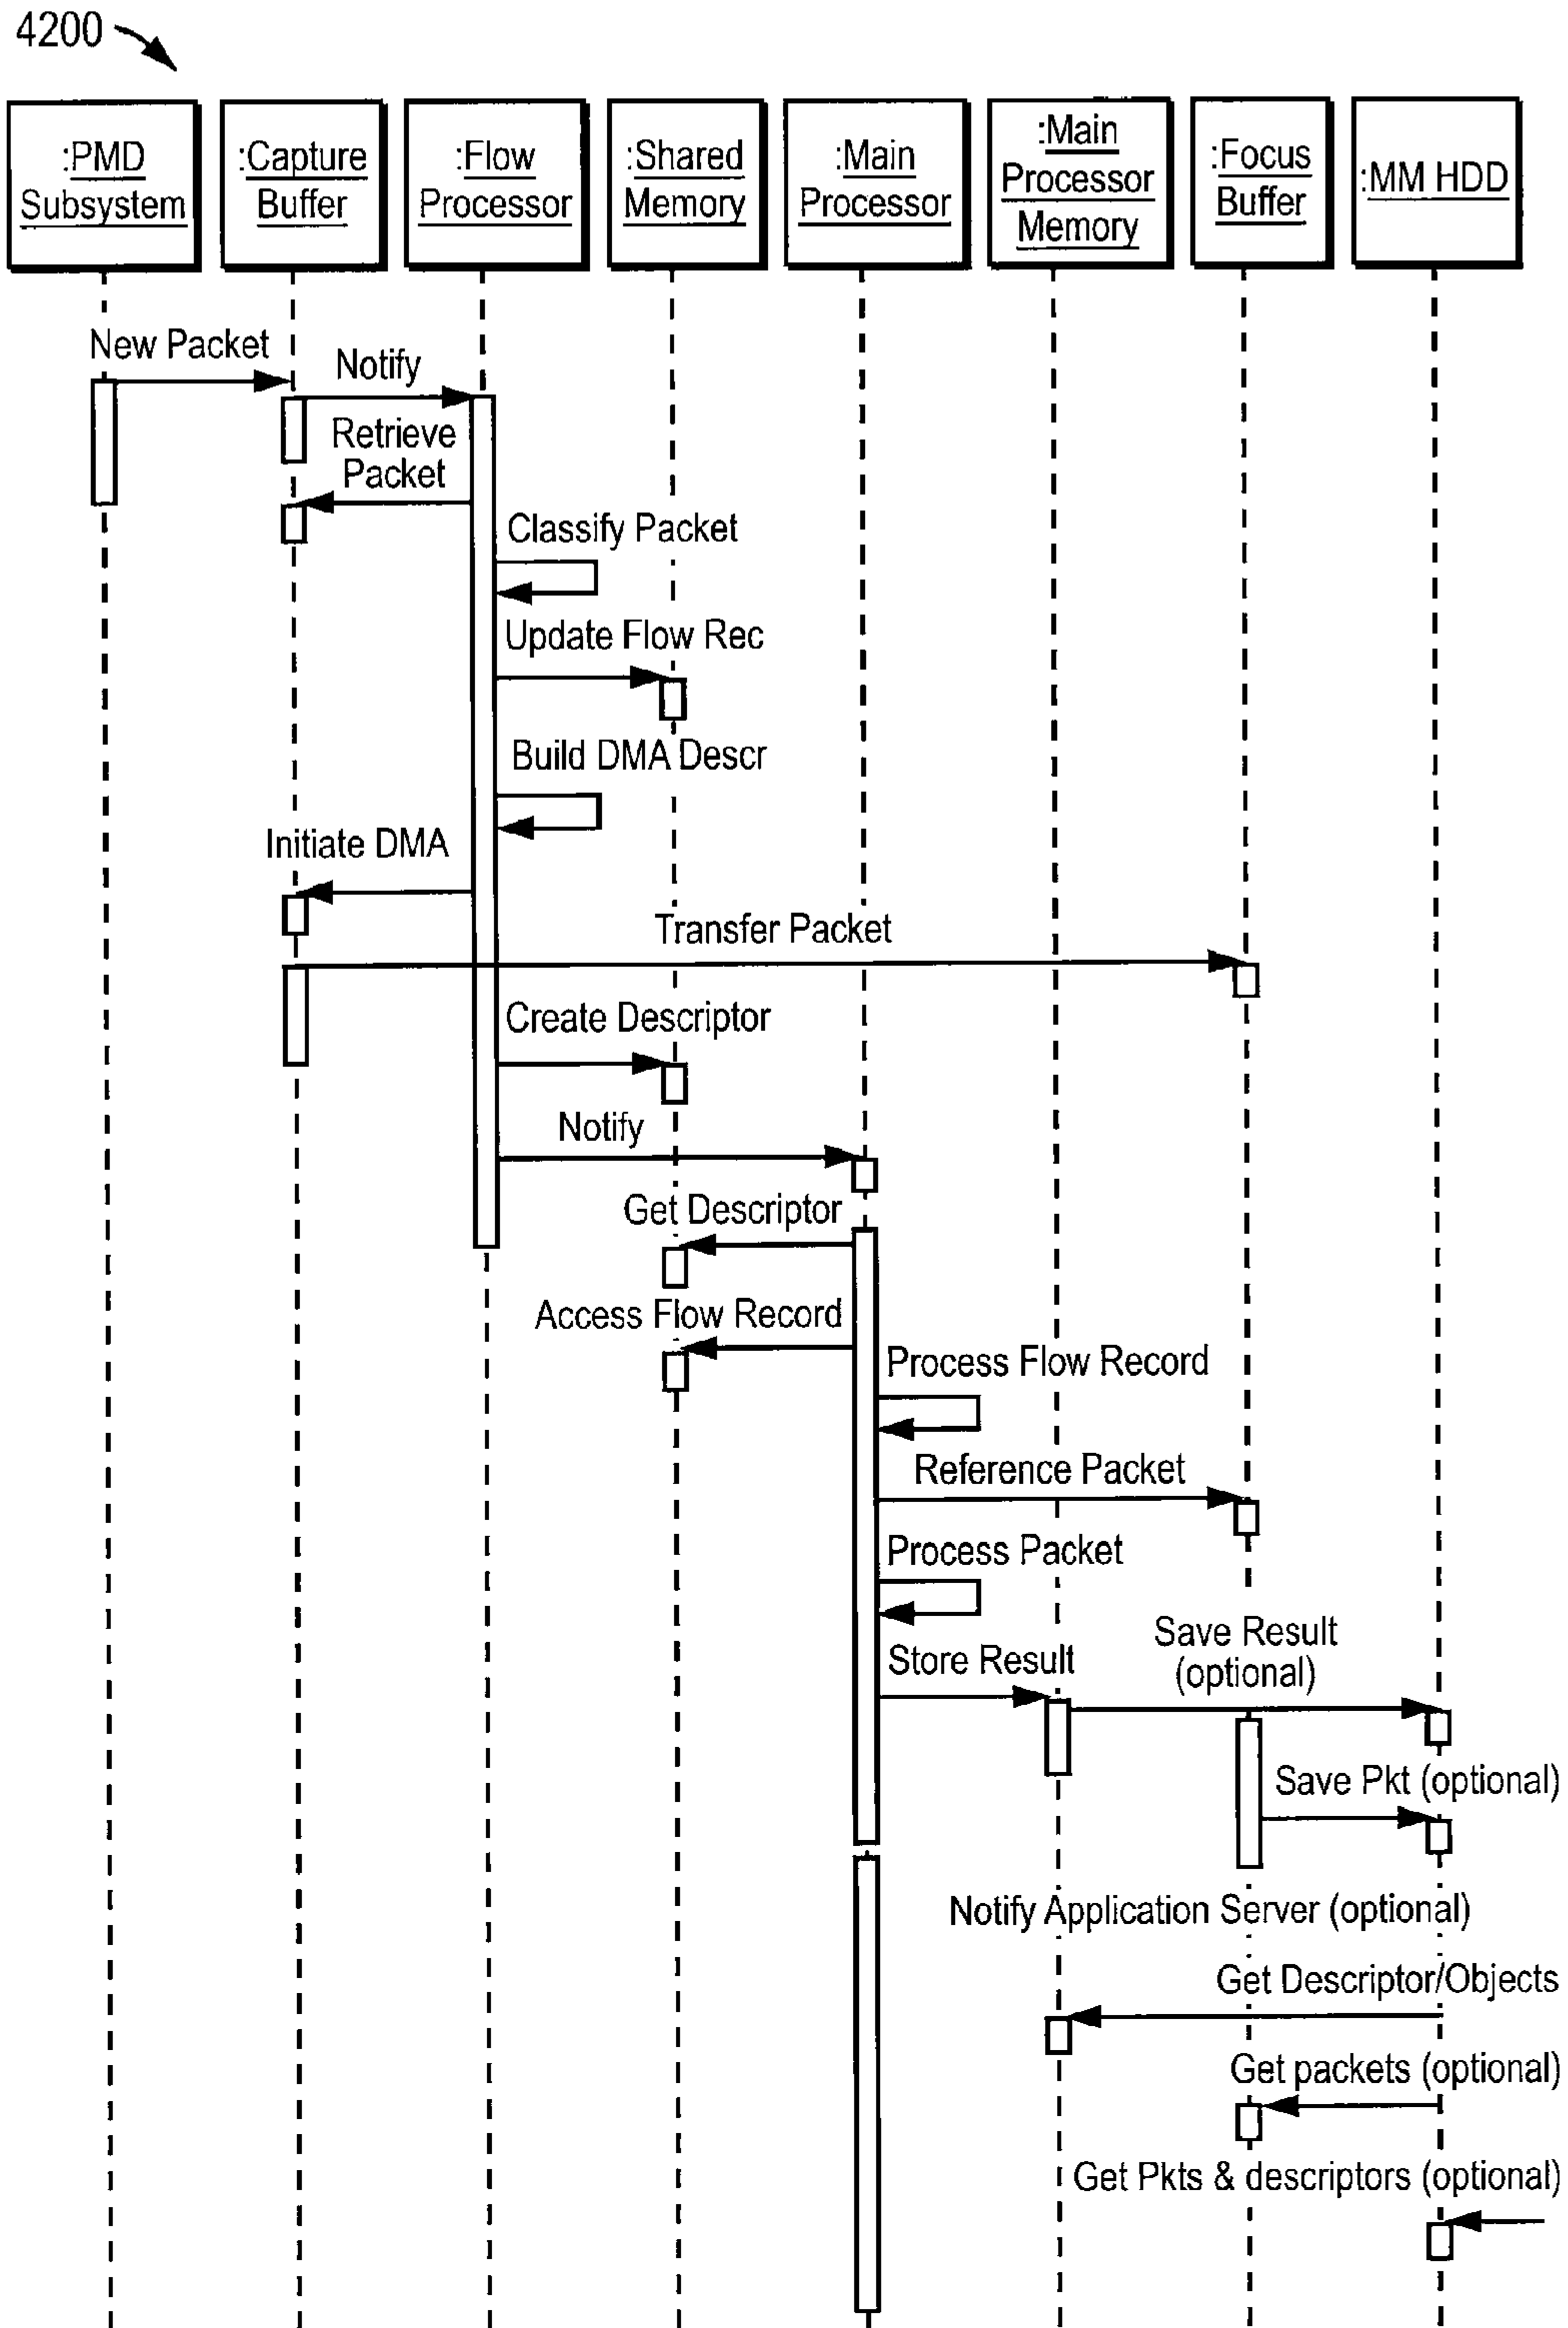 4200
:PMD
Subsystem
:Capture
Buffer
:Flow
Processor
:Shared
Memory
:Main
Processor
:Main
Processor
Memory
:Focus
Buffer
:MM HDD
New Packet
Notify
Retrieve
Packet
Classify Packet
Update Flow Rec
Build DMA Descr
Initiate DMA
Transfer Packet
Create Descriptor
Notify
Get Descriptor
Access Flow Record
Process Flow Record
Reference Packet
Process Packet
Save Result
(optional)
Store Result
Save Pkt (optional)
Notify Application Server (optional)
Get Descriptor/Objects
Get packets (optional)
Get Pkts & descriptors (optional)